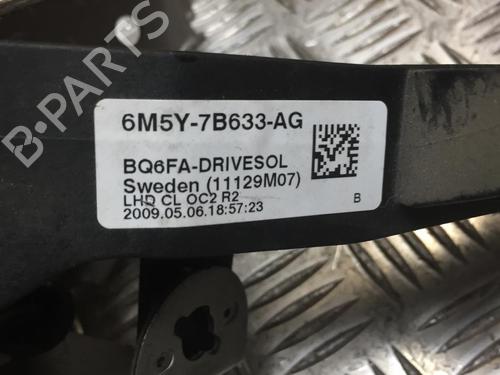 6M5Y-7B633-AG
BQ6FA-DRIVESOL
Sweden (11129M07)
LHD CL OC2 R2
2009.05.06.18:57:23
B
B-PARTS